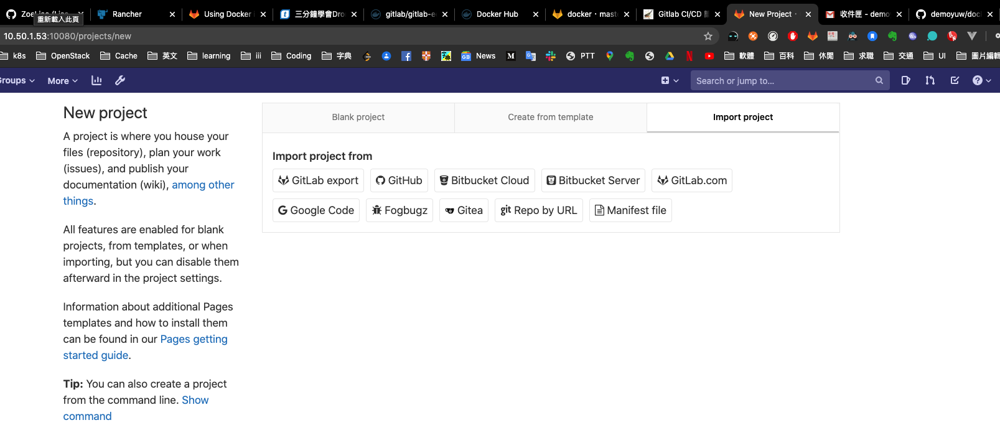 Rancher
Using Docker
三分鐘學會Dro
gitlab/gitlab-e
Docker Hub
docker · mast
Gitlab CI/CD
New Project ·
收件匣 - demo
demoyuw/doc
重新載入此頁
10.50.1.53:10080/projects/new
k8s
OpenStack
Cache
英文
learning
iii
Coding
字典
News
PTT
軟體
百科
休閒
求職
交通
UI
圖片編輯
Groups
More
Search or jump to...
New project
A project is where you house your
files (repository), plan your work
(issues), and publish your
documentation (wiki), among other
things.
All features are enabled for blank
projects, from templates, or when
importing, but you can disable them
afterward in the project settings.
Information about additional Pages
templates and how to install them
can be found in our Pages getting
started guide.
Tip: You can also create a project
from the command line. Show
command
Blank project
Create from template
Import project
Import project from
GitLab export
GitHub
Bitbucket Cloud
Bitbucket Server
GitLab.com
Google Code
Fogbugz
Gitea
git Repo by URL
Manifest file